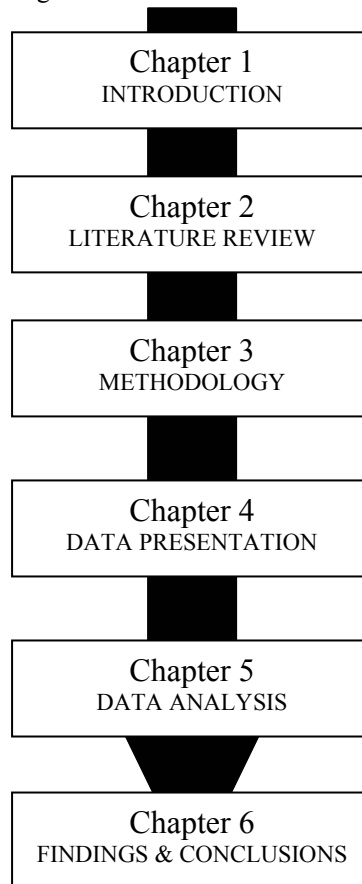 Chapter 1
INTRODUCTION
Chapter 2
LITERATURE REVIEW
Chapter 3
METHODOLOGY
Chapter 4
DATA PRESENTATION
Chapter 5
DATA ANALYSIS
Chapter 6
FINDINGS & CONCLUSIONS